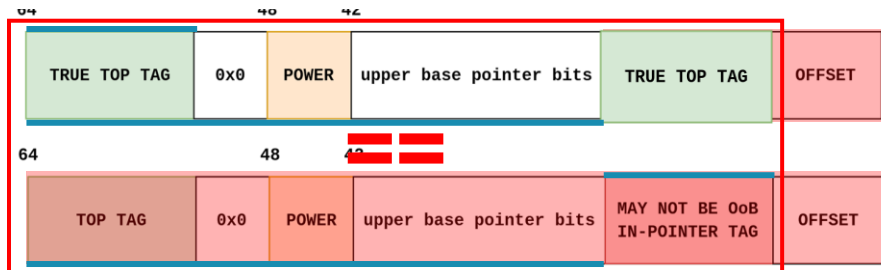 64 48 42
TRUE TOP TAG 0x0 POWER upper base pointer bits TRUE TOP TAG OFFSET
64 48 42
TOP TAG 0x0 POWER upper base pointer bits MAY NOT BE OoB OFFSET
IN-POINTER TAG